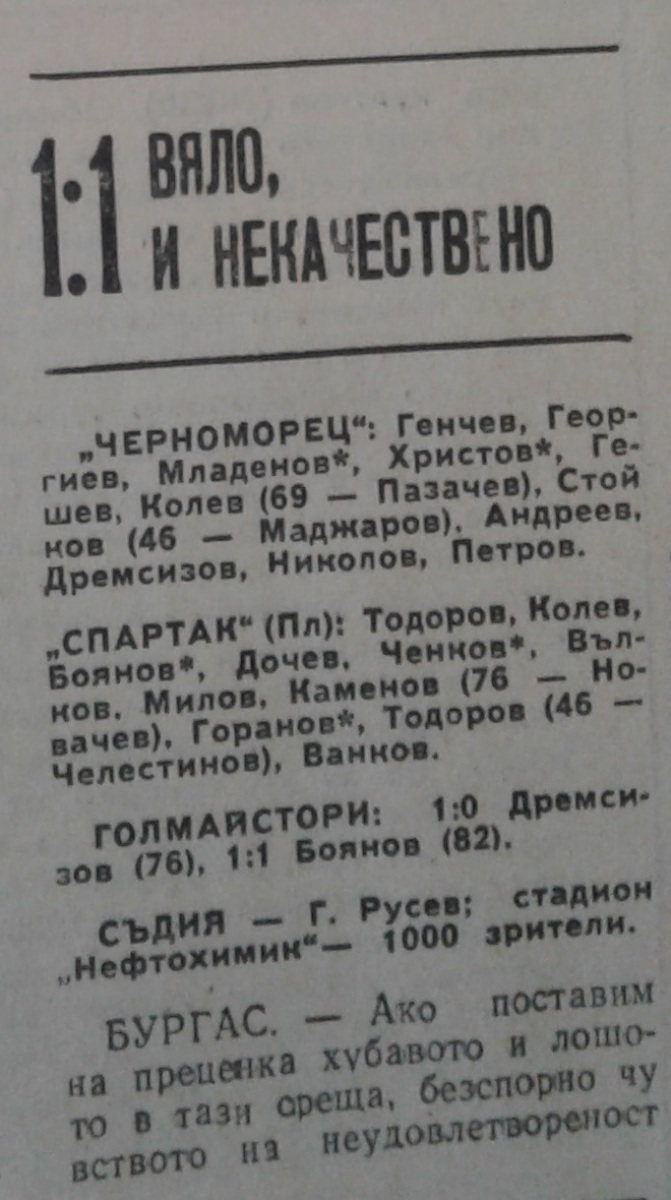 1:1 ВЯЛО,
И НЕКАЧЕСТВЕНО
„ЧЕРНОМОРЕЦ“: Генчев, Геор-
гиев, Младенов*, Христов*, Ге-
шев, Колев (69 — Пазачев), Стой
ков (46 — Маджаров), Андреев,
Дремсизов, Николов, Петров.
„СПАРТАК“ (Пл): Тодоров, Колев,
Боянов*, Дочев, Ченков*, Въл-
ков, Милов, Каменов (76 — Но-
вачев), Горанов*, Тодоров (46 —
Челестинов), Ванков.
ГОЛМАЙСТОРИ: 1:0 Дремси-
зов (76), 1:1 Боянов (82).
СЪДИЯ — Г. Русев; стадион
„Нефтохимик“— 1000 зрители.
БУРГАС. — Ако поставим
на преценка хубавото и лошо-
то в тази среща, безспорно чу
вството на неудовлетвореност